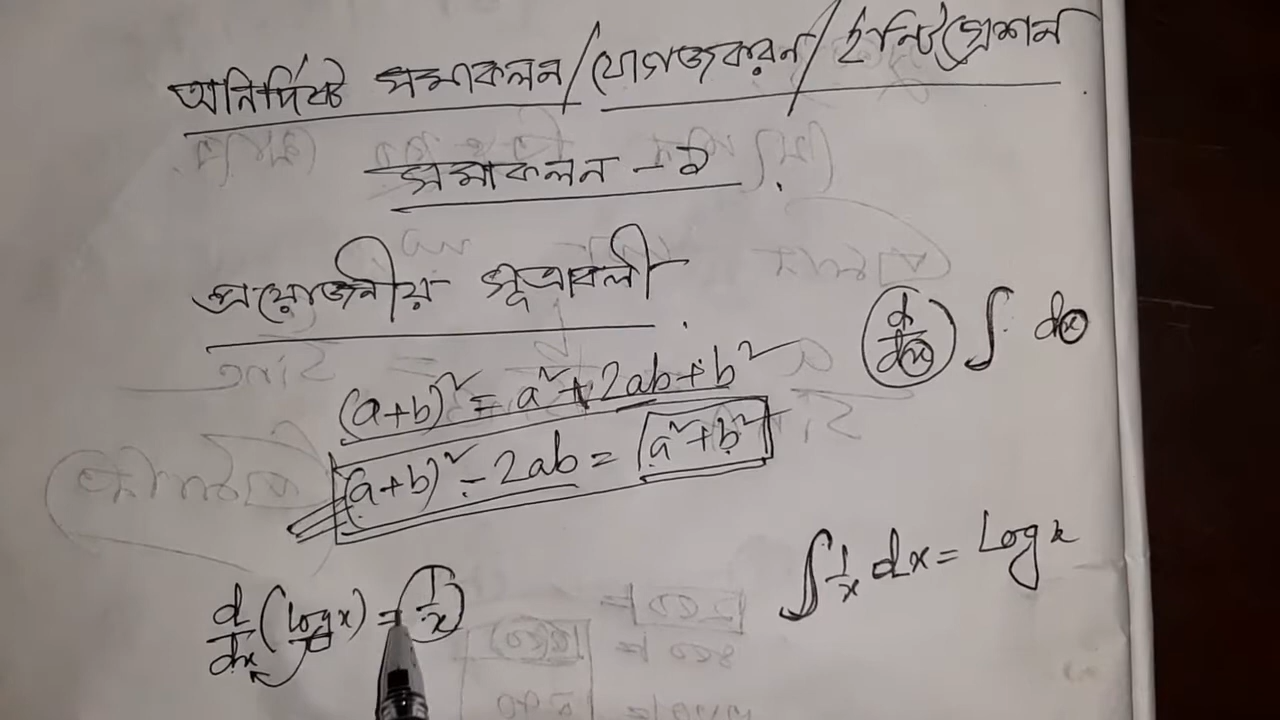 অনির্দিষ্ট সমাকলন/যোগজকরণ/ইন্টিগ্রেশন
সমাকলন – ১
প্রয়োজনীয় সূত্রাবলী
d/dx ∫ dx
(a+b)² = a² + 2ab + b²
(a+b)² - 2ab = a² + b²
∫ 1/x dx = Log x
d/dx (log x) = 1/x